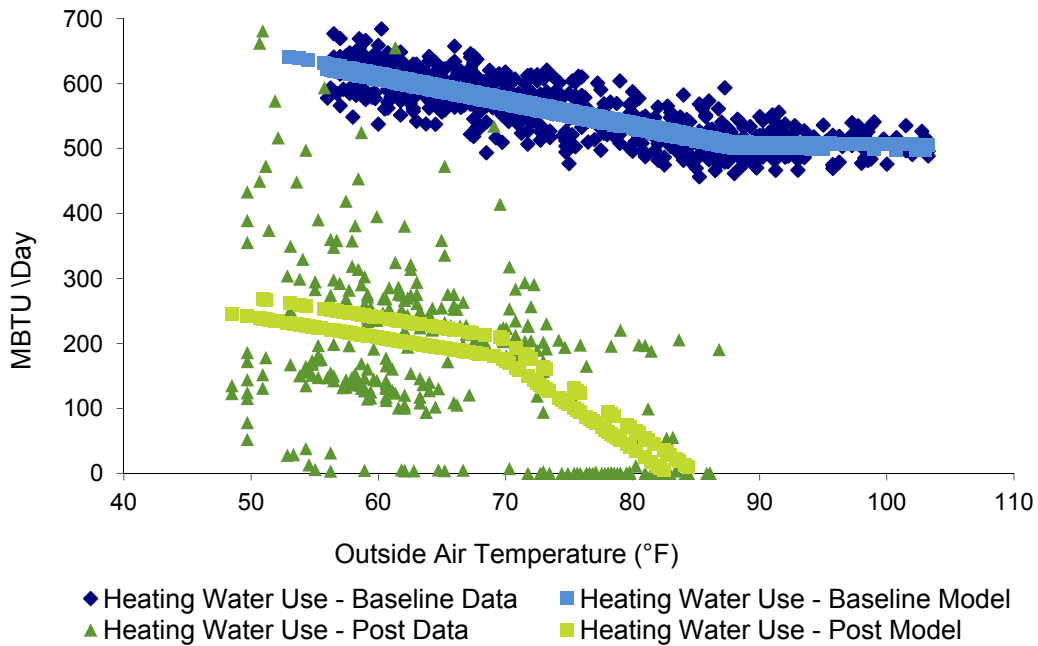 700
600
500
400
300
200
100
0
MBTU \Day
40 50 60 70 80 90 100 110
Outside Air Temperature (°F)
Heating Water Use - Baseline Data Heating Water Use - Baseline Model
Heating Water Use - Post Data Heating Water Use - Post Model